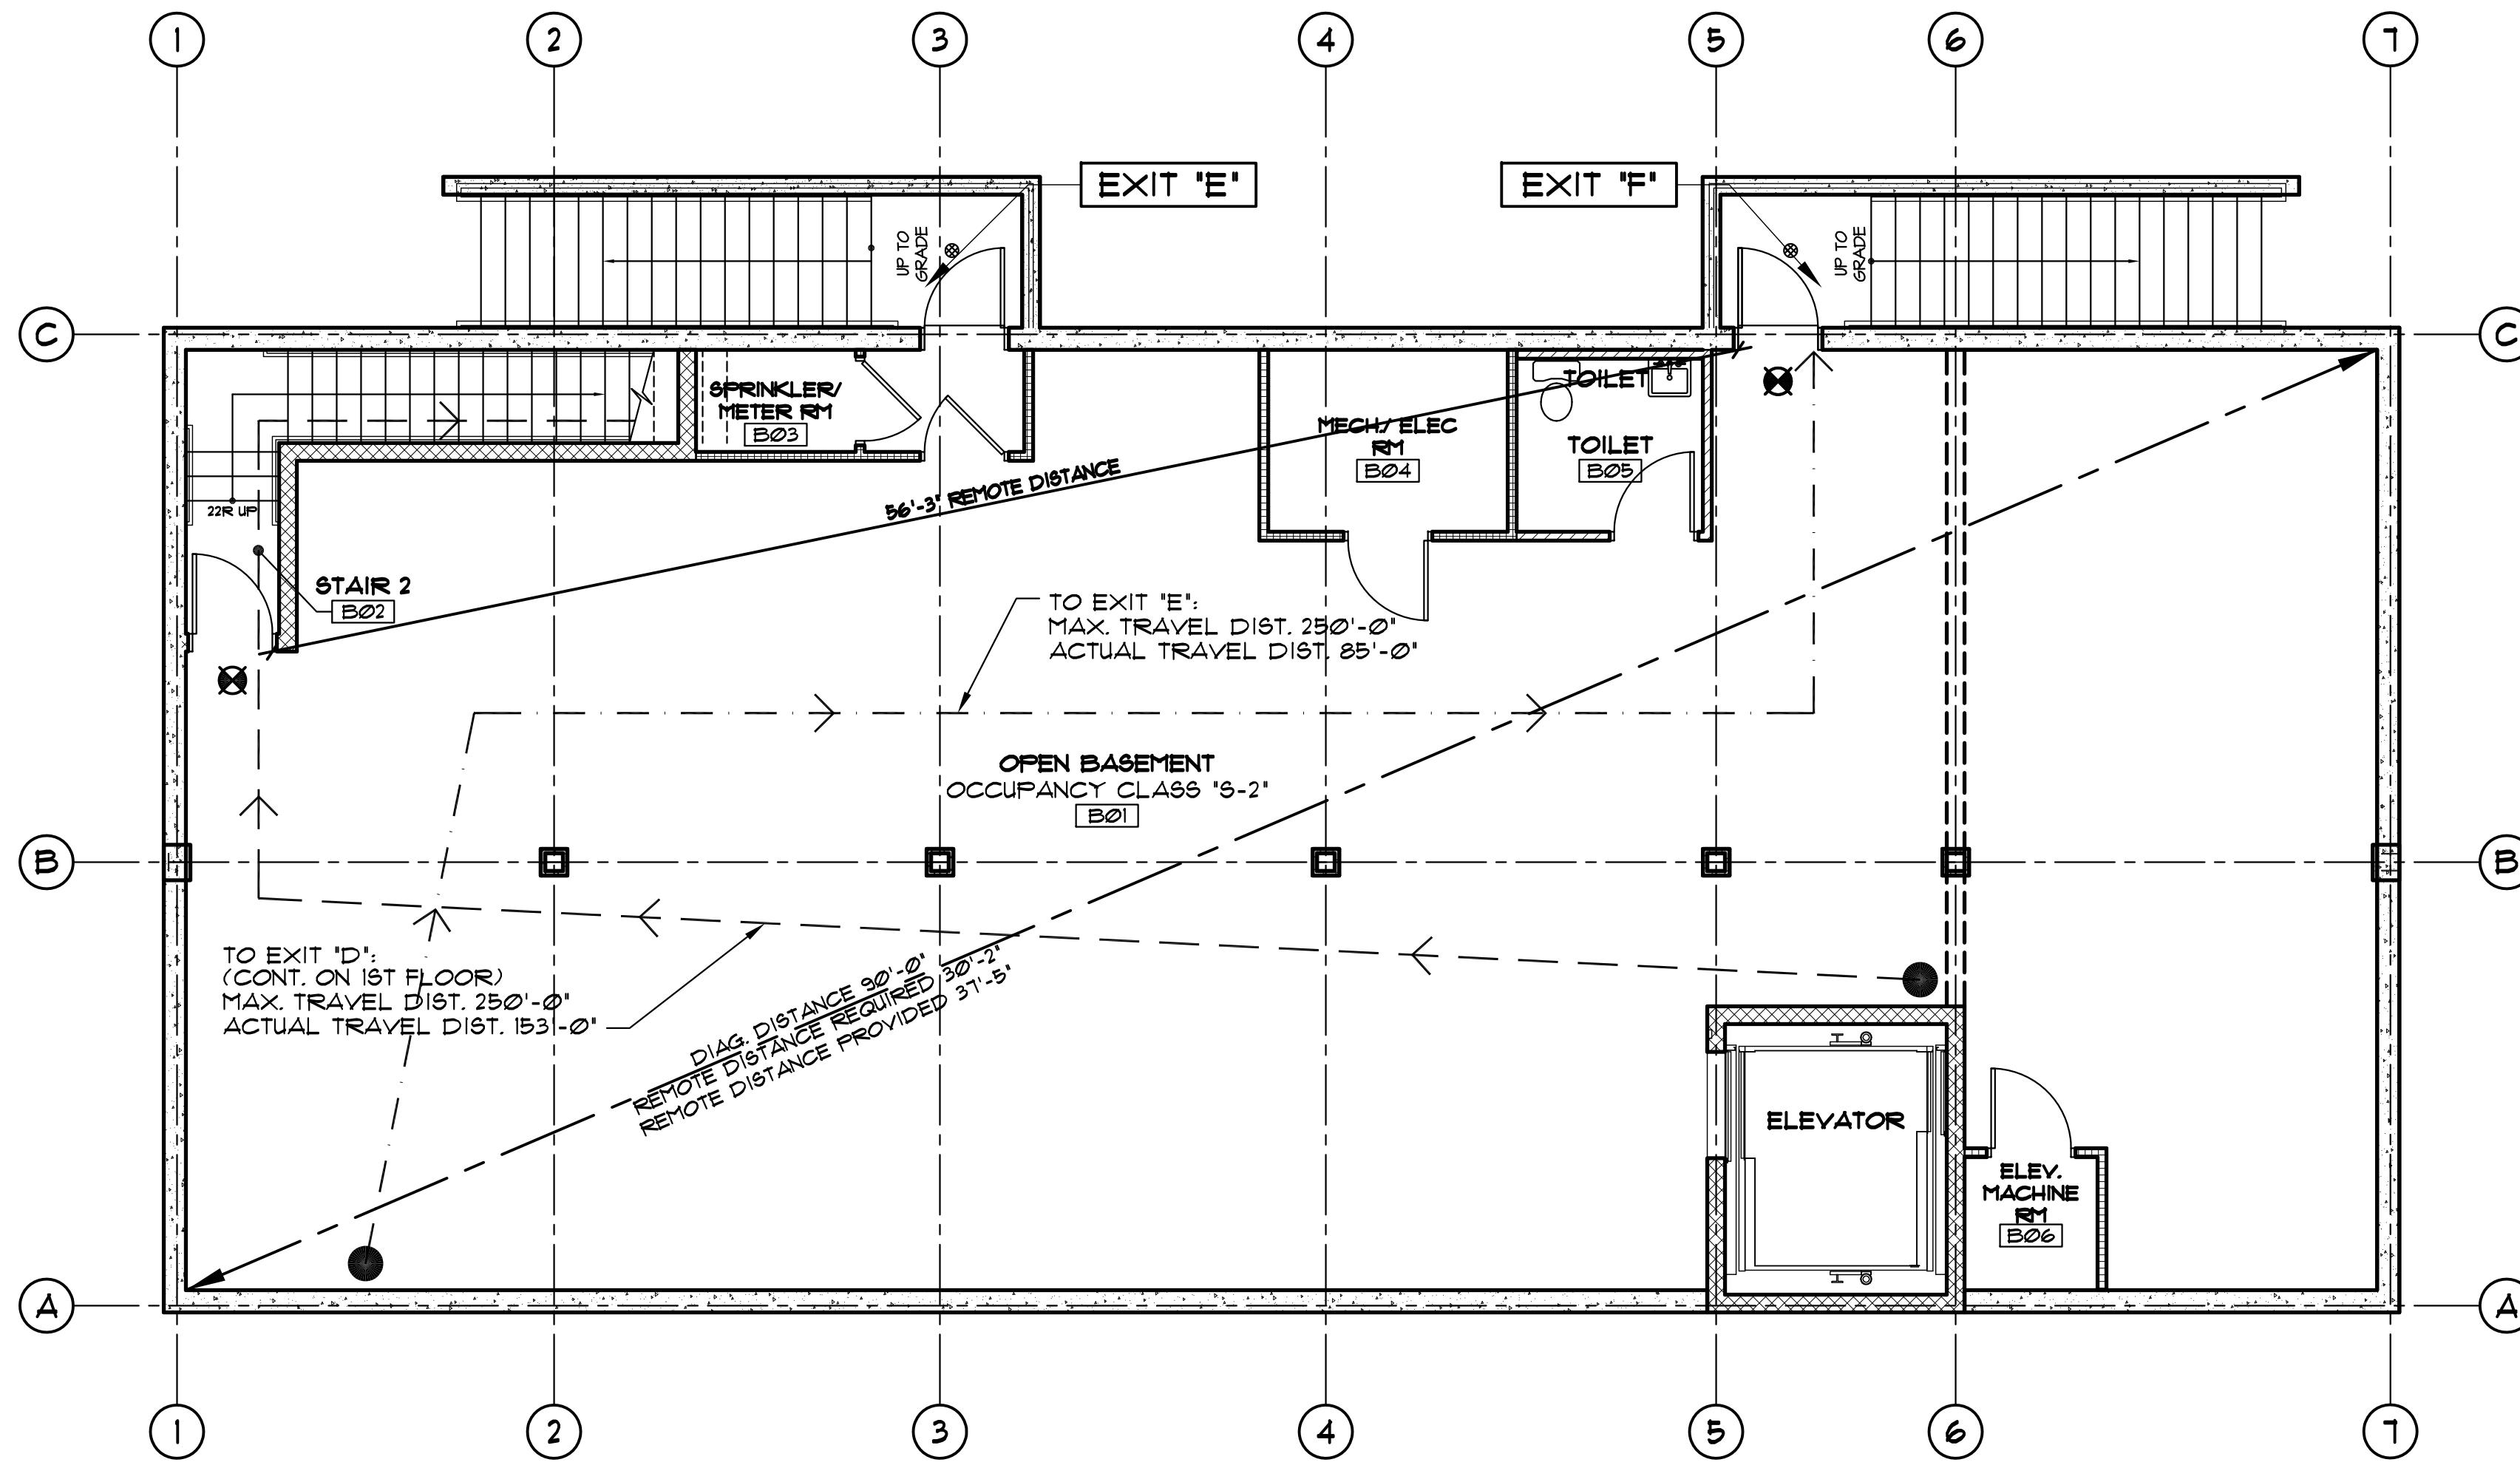 1 2 3 4 5 6 7
EXIT "E"
EXIT "F"
UP TO
GRADE
UP TO
GRADE
C
C
SPRINKLER/
METER RM
B03
TOILET
MECH./ ELEC
RM
B04
TOILET
B05
22R UP
56'-3" REMOTE DISTANCE
STAIR 2
B02
TO EXIT "E":
MAX. TRAVEL DIST. 250'-0"
ACTUAL TRAVEL DIST. 85'-0"
OPEN BASEMENT
OCCUPANCY CLASS "S-2"
B01
B
B
TO EXIT "D":
(CONT. ON 1ST FLOOR)
MAX. TRAVEL DIST. 250'-0"
ACTUAL TRAVEL DIST. 153'-0"
DIAG. DISTANCE 90'-0"
REMOTE DISTANCE REQUIRED 30'-2"
REMOTE DISTANCE PROVIDED 37'-5"
ELEVATOR
ELEV.
MACHINE
RM
B06
A
A
1 2 3 4 5 6 7